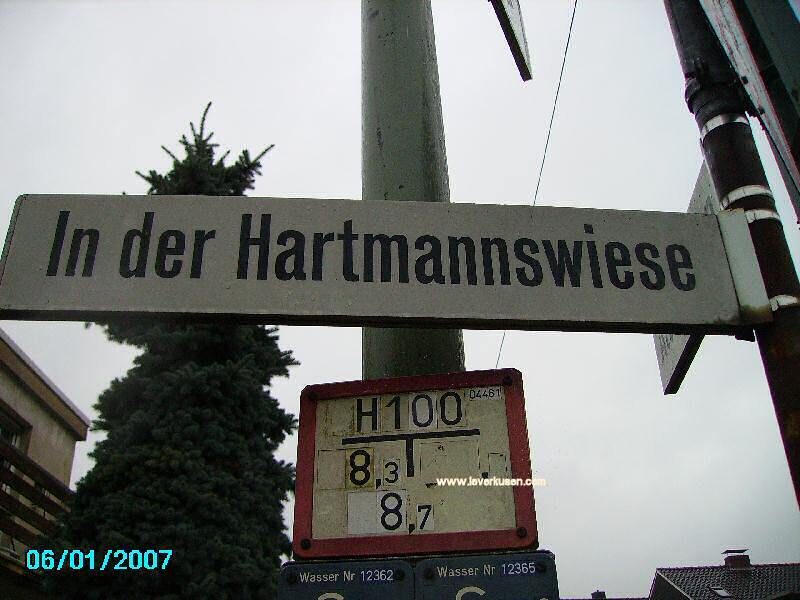 In der Hartmannswiese
H100
04461
8,3
8,7
www.leverkusen.com
06/01/2007
Wasser Nr 12362
Wasser Nr 12365